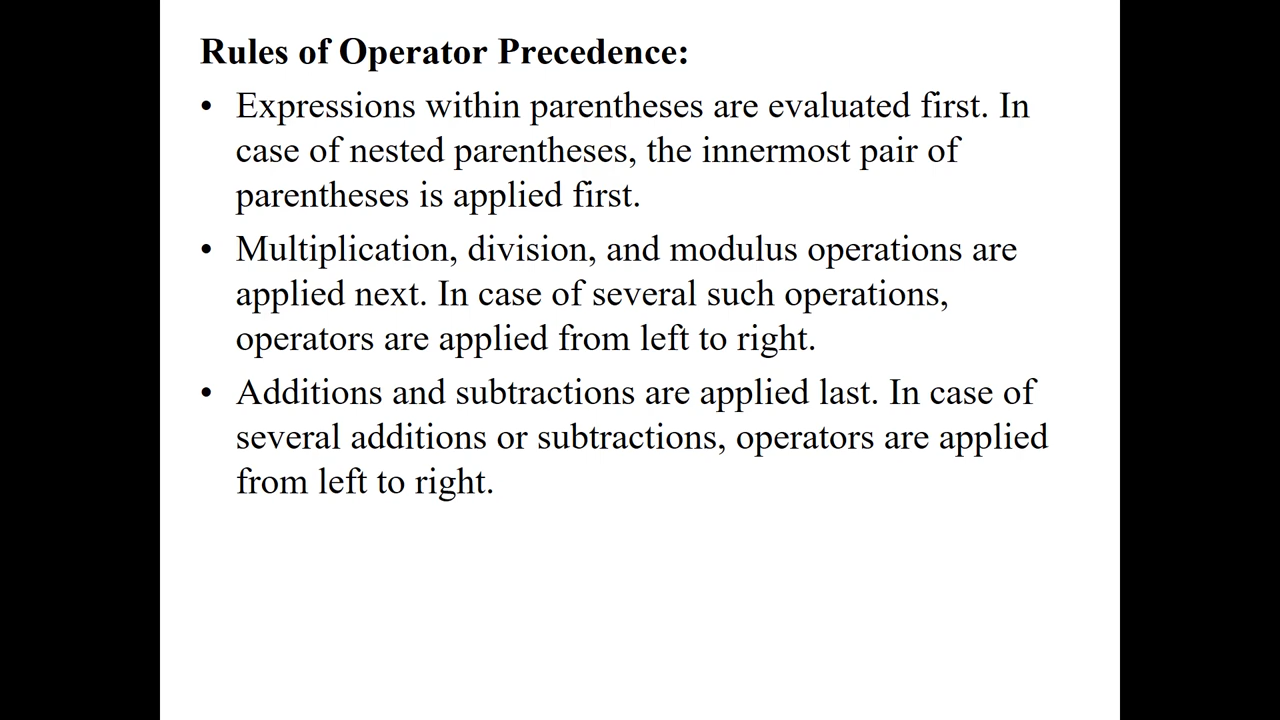 Rules of Operator Precedence:
• Expressions within parentheses are evaluated first. In
case of nested parentheses, the innermost pair of
parentheses is applied first.
• Multiplication, division, and modulus operations are
applied next. In case of several such operations,
operators are applied from left to right.
• Additions and subtractions are applied last. In case of
several additions or subtractions, operators are applied
from left to right.